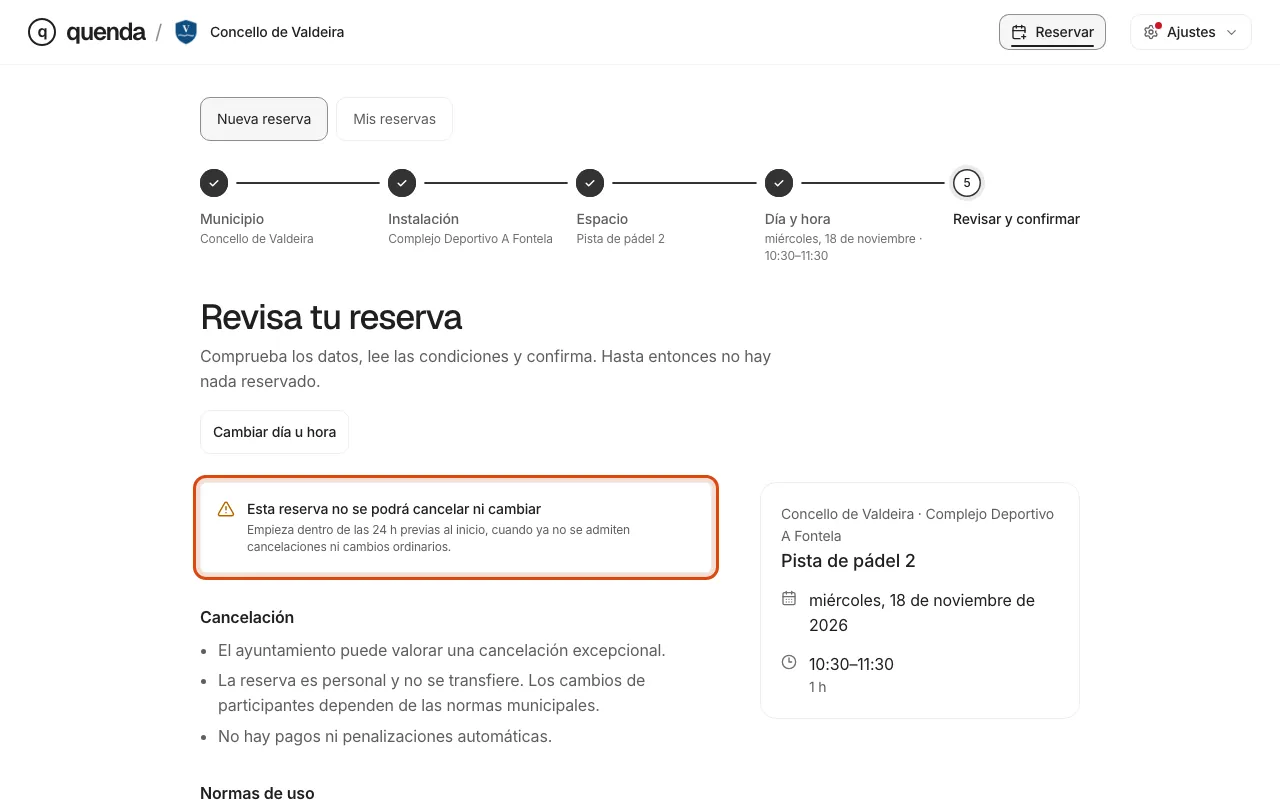 q quenda / V Concello de Valdeira
Reservar
Ajustes
Nueva reserva
Mis reservas
5
Municipio
Concello de Valdeira
Instalación
Complejo Deportivo A Fontela
Espacio
Pista de pádel 2
Día y hora
miércoles, 18 de noviembre ·
10:30–11:30
Revisar y confirmar
Revisa tu reserva
Comprueba los datos, lee las condiciones y confirma. Hasta entonces no hay
nada reservado.
Cambiar día u hora
Esta reserva no se podrá cancelar ni cambiar
Empieza dentro de las 24 h previas al inicio, cuando ya no se admiten
cancelaciones ni cambios ordinarios.
Cancelación
• El ayuntamiento puede valorar una cancelación excepcional.
• La reserva es personal y no se transfiere. Los cambios de
participantes dependen de las normas municipales.
• No hay pagos ni penalizaciones automáticas.
Normas de uso
Concello de Valdeira · Complejo Deportivo
A Fontela
Pista de pádel 2
miércoles, 18 de noviembre de
2026
10:30–11:30
1 h